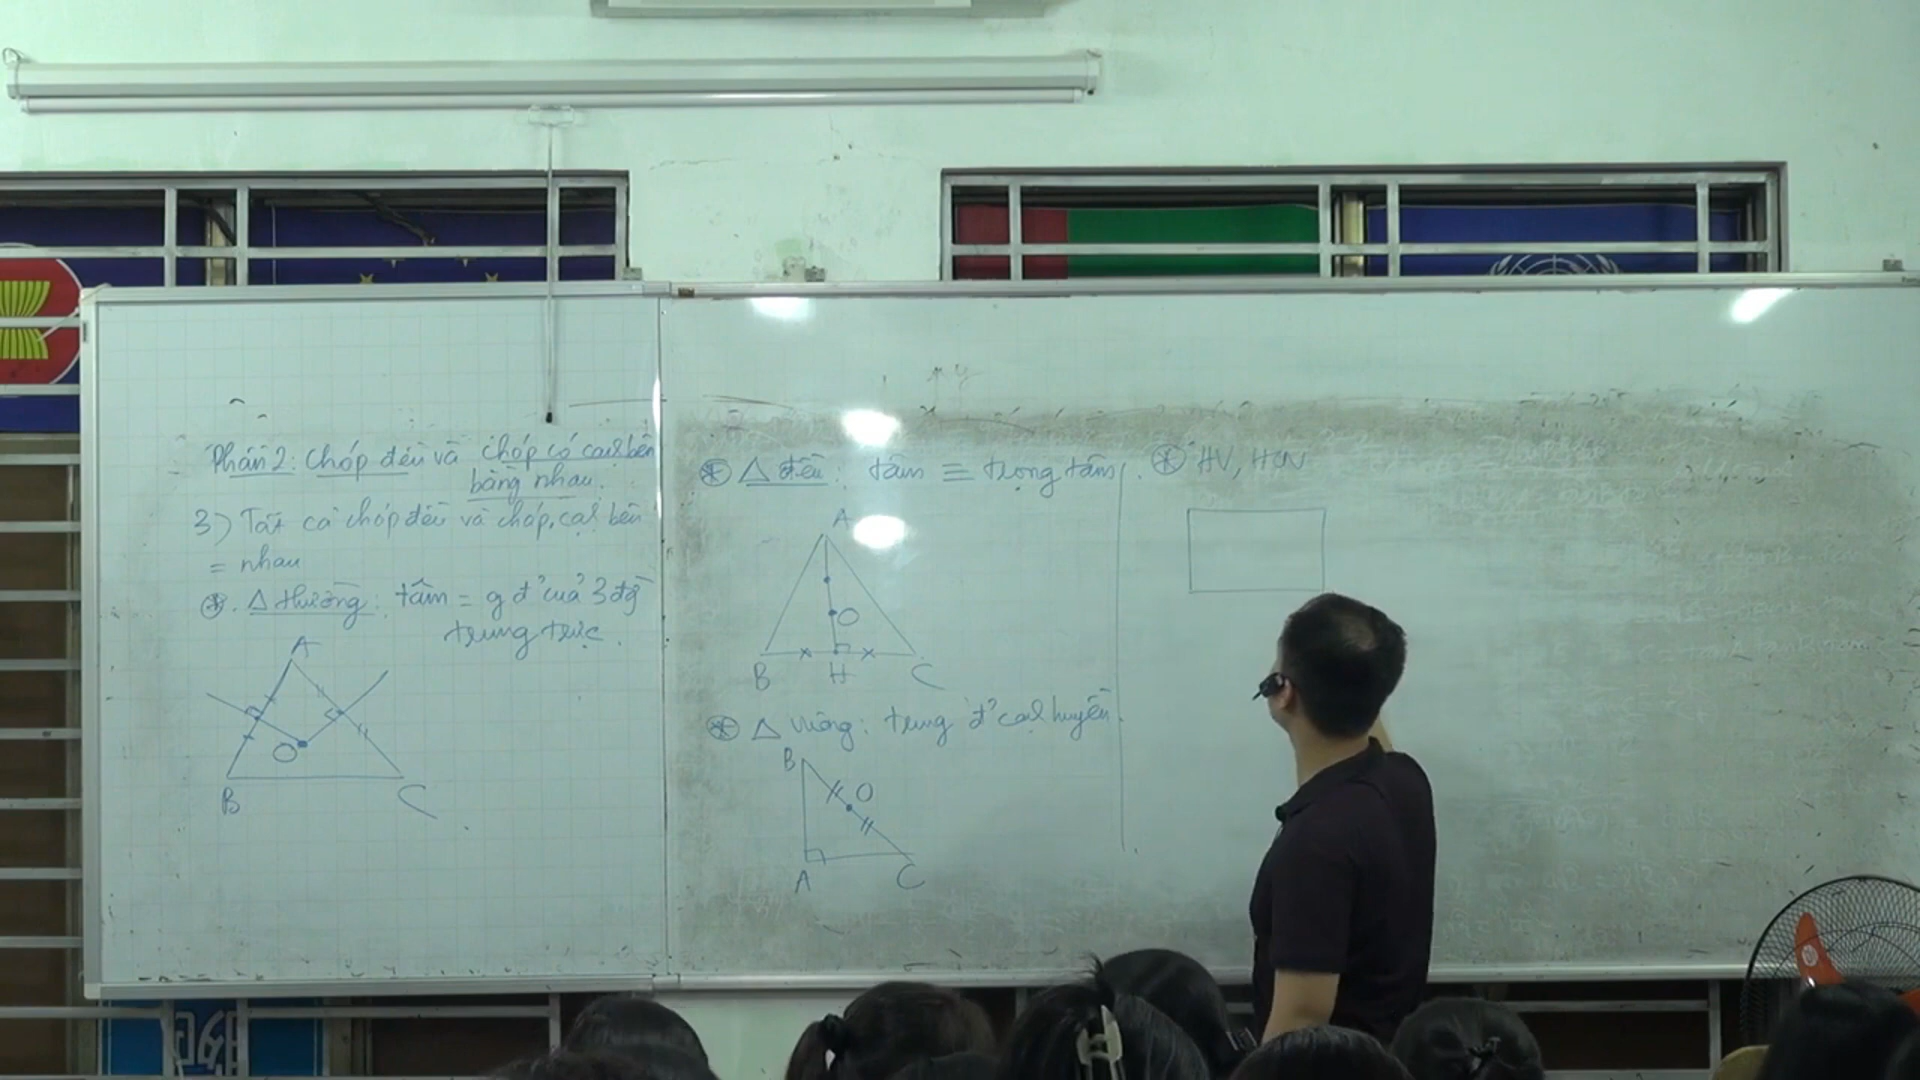 Phần 2: Chóp đều và chóp có cạnh bên
bằng nhau.
3) Tất cả chóp đều và chóp, cạnh bên
= nhau
⊛. Δ thường: tâm = gđ' của 3 đg
trung trực.
A
O
B C
⊛ Δ đều: tâm ≡ trọng tâm.
A
O
B H C
⊛ Δ vuông: trung đ' cạnh huyền.
B
O
A C
⊛ HV, HCN